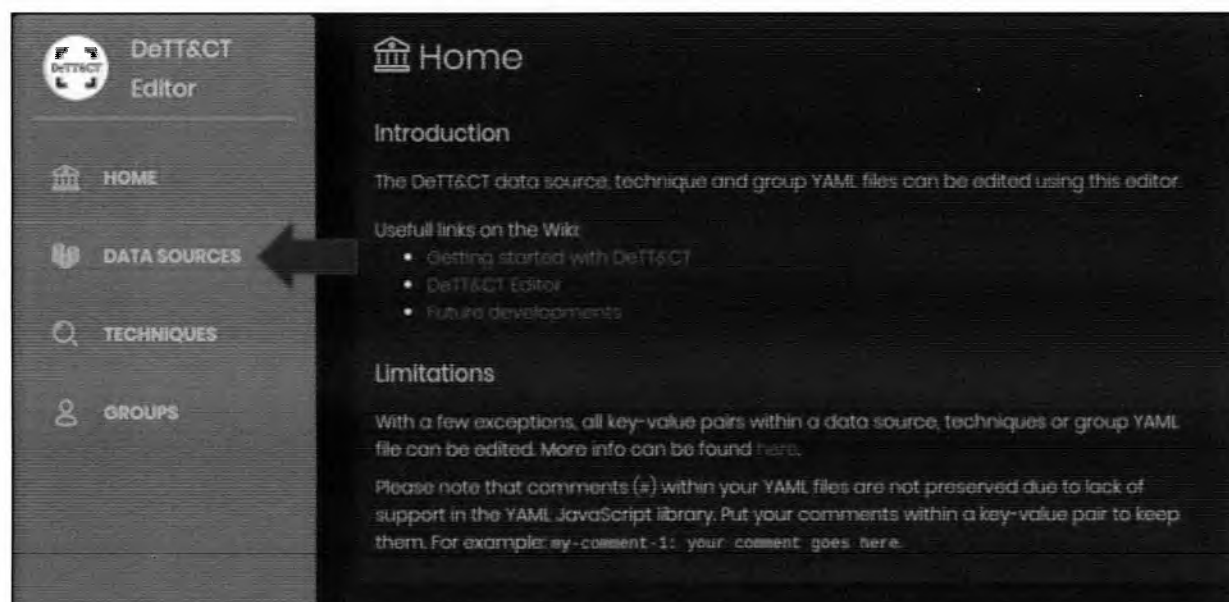 DeTT&CT
DeTT&CT
Editor
HOME
DATA SOURCES
TECHNIQUES
GROUPS
Home
Introduction
The DeTT&CT data source, technique and group YAML files can be edited using this editor.
Usefull links on the Wiki:
Getting started with DeTT&CT
DeTT&CT Editor
Future developments
Limitations
With a few exceptions, all key-value pairs within a data source, techniques or group YAML
file can be edited. More info can be found here.
Please note that comments (#) within your YAML files are not preserved due to lack of
support in the YAML JavaScript library. Put your comments within a key-value pair to keep
them. For example: my-comment-1: your comment goes here.